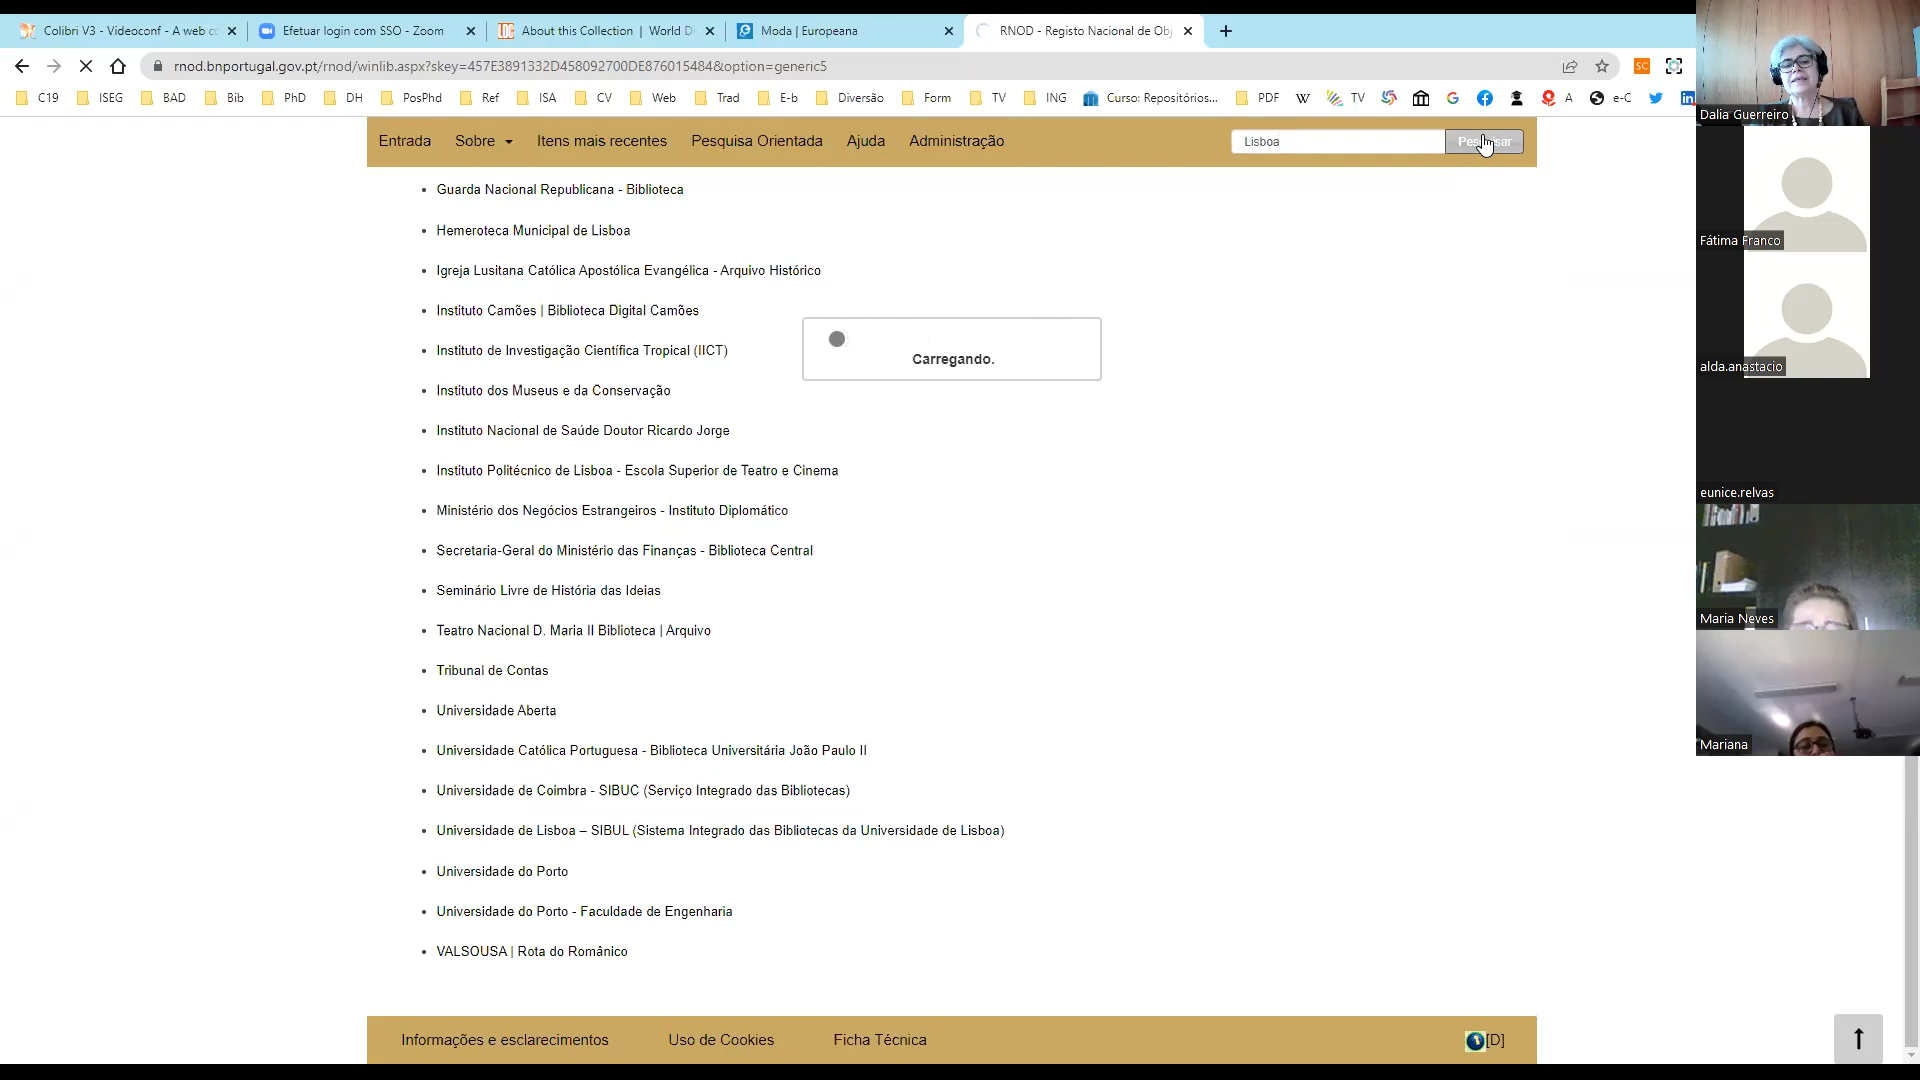 Colibri V3 - Videoconf - A web co
Efetuar login com SSO - Zoom
About this Collection | World Di
Moda | Europeana
RNOD - Registo Nacional de Obj
rnod.bnportugal.gov.pt/rnod/winlib.aspx?skey=457E3891332D458092700DE876015484&option=generic5
C19 ISEG BAD Bib PhD DH PosPhd Ref ISA CV Web Trad E-b Diversão Form TV ING Curso: Repositórios... PDF W TV A e-C
Entrada Sobre Itens mais recentes Pesquisa Orientada Ajuda Administração Lisboa
Guarda Nacional Republicana - Biblioteca
Hemeroteca Municipal de Lisboa
Igreja Lusitana Católica Apostólica Evangélica - Arquivo Histórico
Instituto Camões | Biblioteca Digital Camões
Instituto de Investigação Científica Tropical (IICT)
Carregando.
Instituto dos Museus e da Conservação
Instituto Nacional de Saúde Doutor Ricardo Jorge
Instituto Politécnico de Lisboa - Escola Superior de Teatro e Cinema
Ministério dos Negócios Estrangeiros - Instituto Diplomático
Secretaria-Geral do Ministério das Finanças - Biblioteca Central
Seminário Livre de História das Ideias
Teatro Nacional D. Maria II Biblioteca | Arquivo
Tribunal de Contas
Universidade Aberta
Universidade Católica Portuguesa - Biblioteca Universitária João Paulo II
Universidade de Coimbra - SIBUC (Serviço Integrado das Bibliotecas)
Universidade de Lisboa – SIBUL (Sistema Integrado das Bibliotecas da Universidade de Lisboa)
Universidade do Porto
Universidade do Porto - Faculdade de Engenharia
VALSOUSA | Rota do Românico
Informações e esclarecimentos Uso de Cookies Ficha Técnica [D]
Dalia Guerreiro
Fátima Franco
alda.anastacio
eunice.relvas
Maria Neves
Mariana